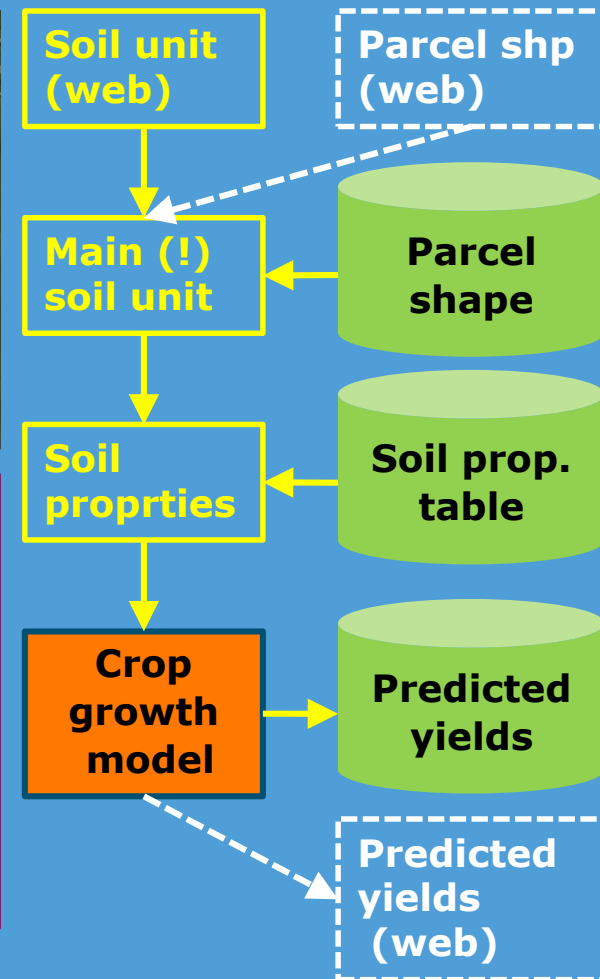 Soil unit
(web)
Parcel shp
(web)
Main (!)
soil unit
Parcel
shape
Soil
proprties
Soil prop.
table
Crop
growth
model
Predicted
yields
Predicted
yields
(web)